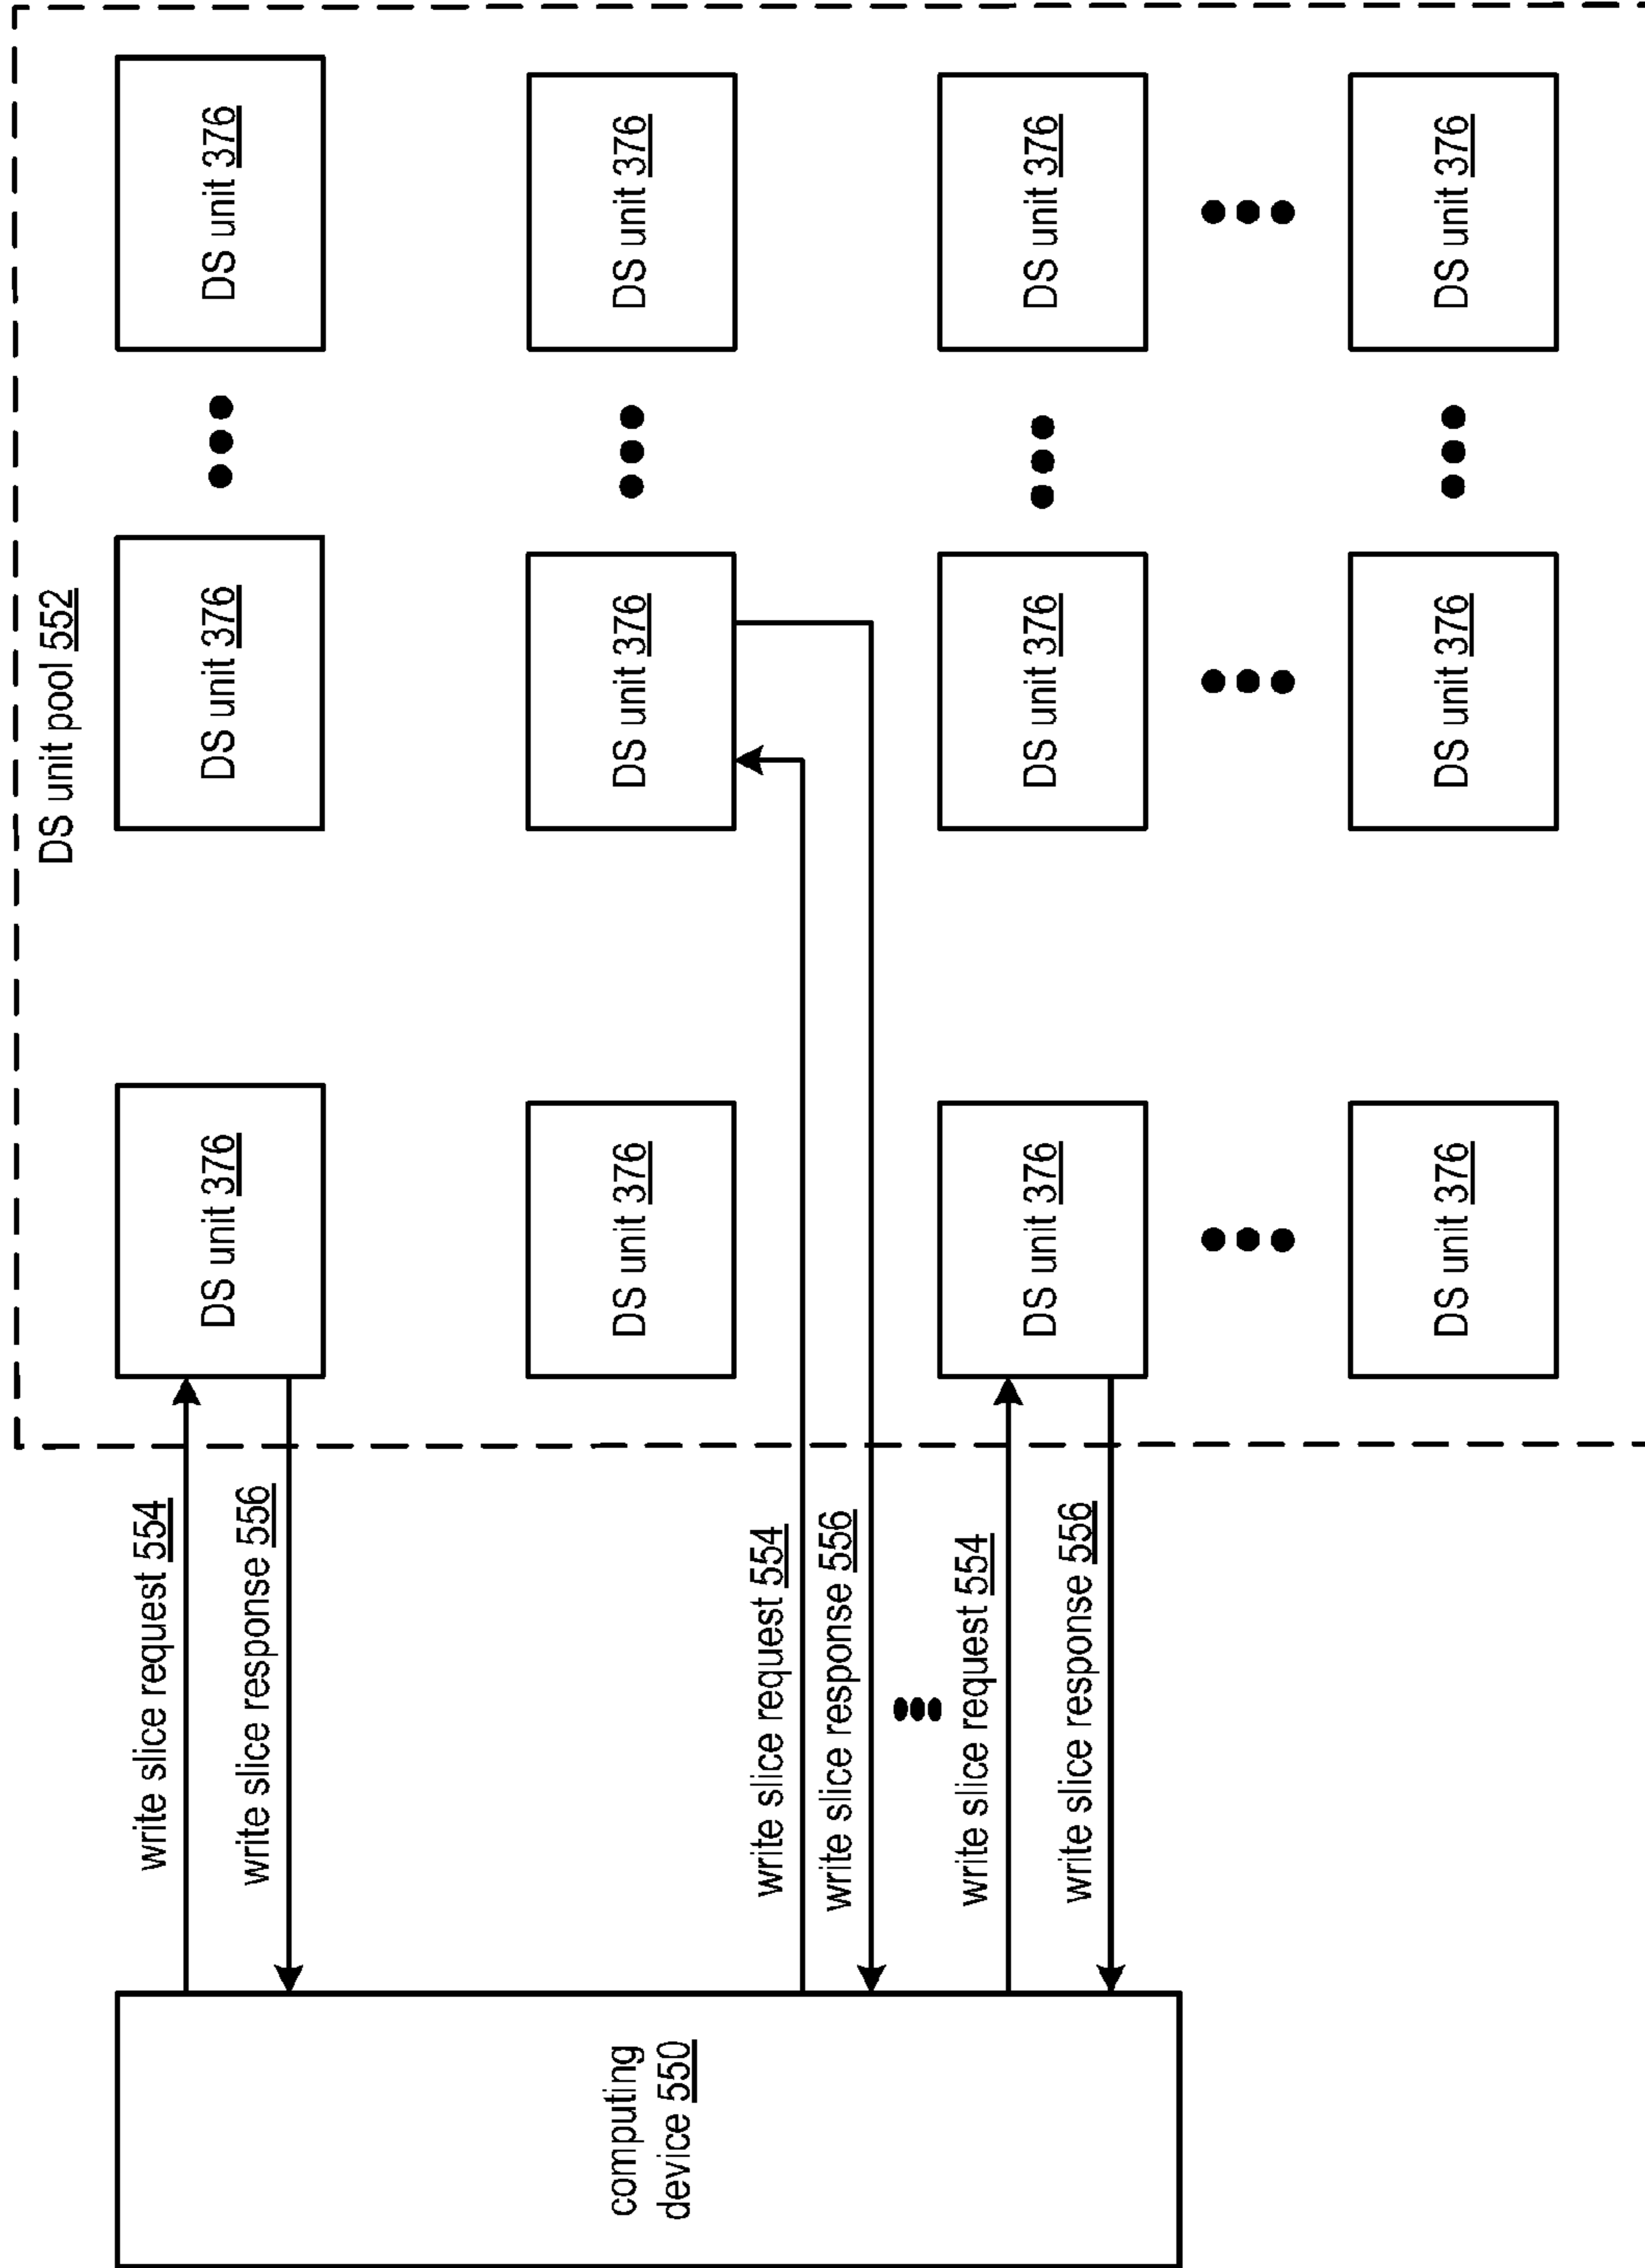 DS unit pool 552
write slice request 554
DS unit 376
DS unit 376
DS unit 376
write slice response 556
computing
device 550
DS unit 376
DS unit 376
DS unit 376
write slice request 554
write slice response 556
write slice request 554
DS unit 376
DS unit 376
DS unit 376
write slice response 556
DS unit 376
DS unit 376
DS unit 376